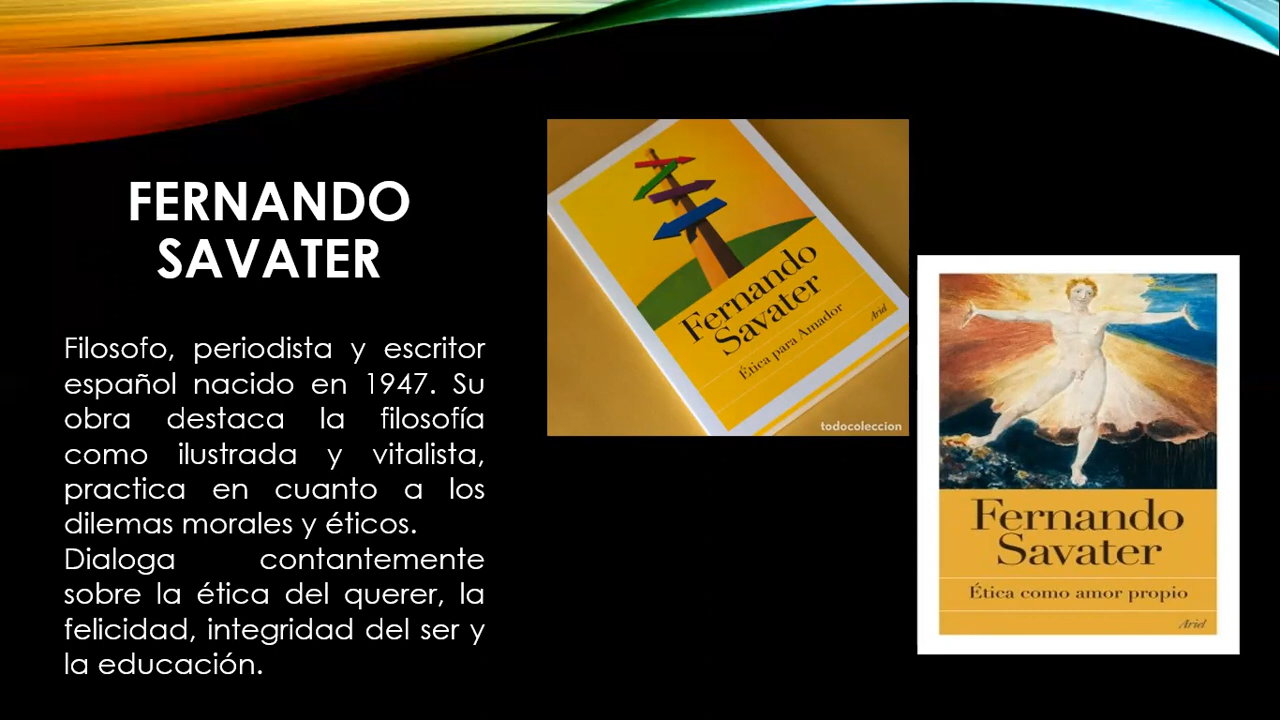 FERNANDO
SAVATER
Filosofo, periodista y escritor
español nacido en 1947. Su
obra destaca la filosofía
como ilustrada y vitalista,
practica en cuanto a los
dilemas morales y éticos.
Dialoga contantemente
sobre la ética del querer, la
felicidad, integridad del ser y
la educación.
Fernando
Savater
Ética para Amador
Ariel
todocoleccion
Fernando
Savater
Ética como amor propio
Ariel